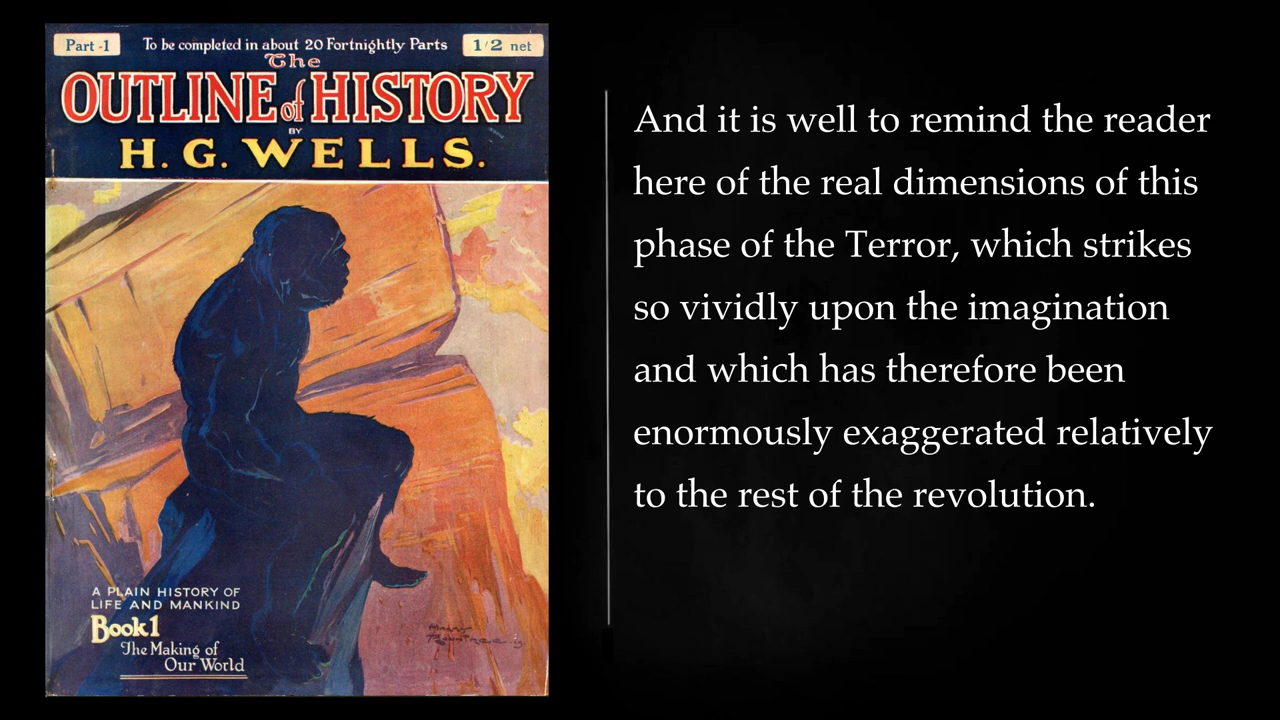 Part -1
To be completed in about 20 Fortnightly Parts
1/2 net
The
OUTLINE of HISTORY
BY
H. G. WELLS.
A PLAIN HISTORY OF
LIFE AND MANKIND
Book 1
The Making of
Our World
And it is well to remind the reader
here of the real dimensions of this
phase of the Terror, which strikes
so vividly upon the imagination
and which has therefore been
enormously exaggerated relatively
to the rest of the revolution.